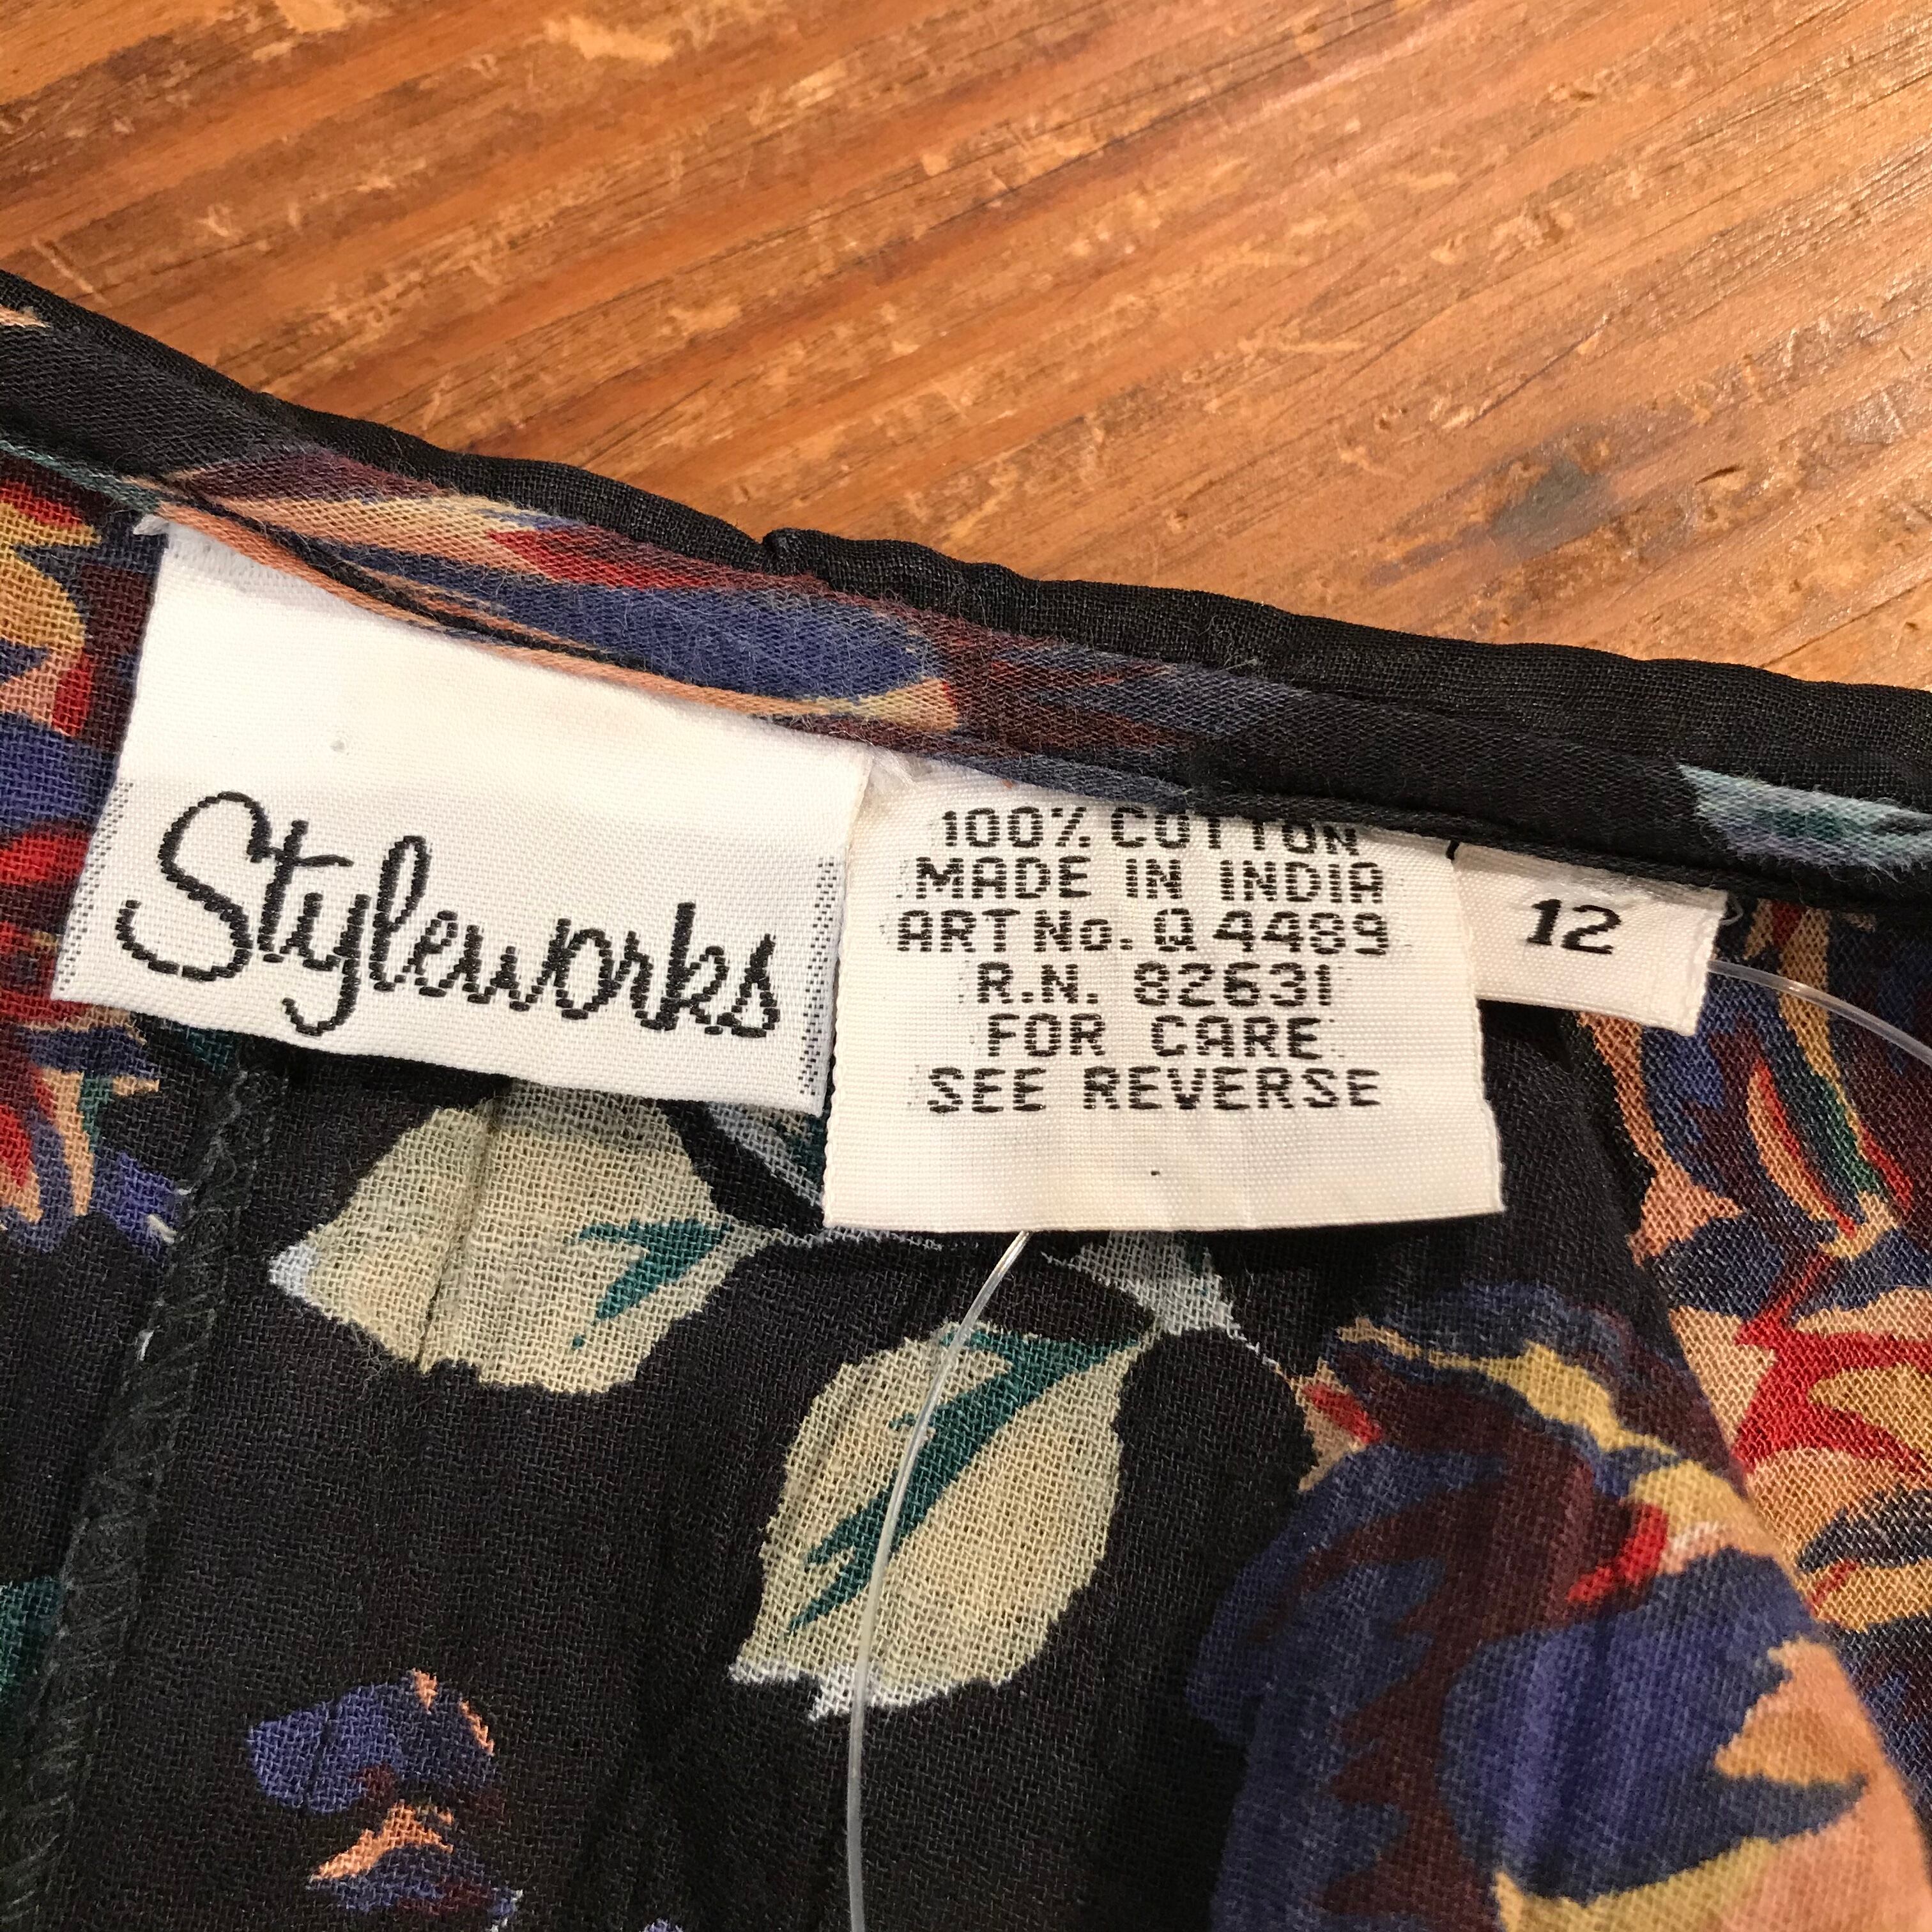 Styleworks
100% COTTON
MADE IN INDIA
ART No. Q 4489
R.N. 82631
FOR CARE
SEE REVERSE
12